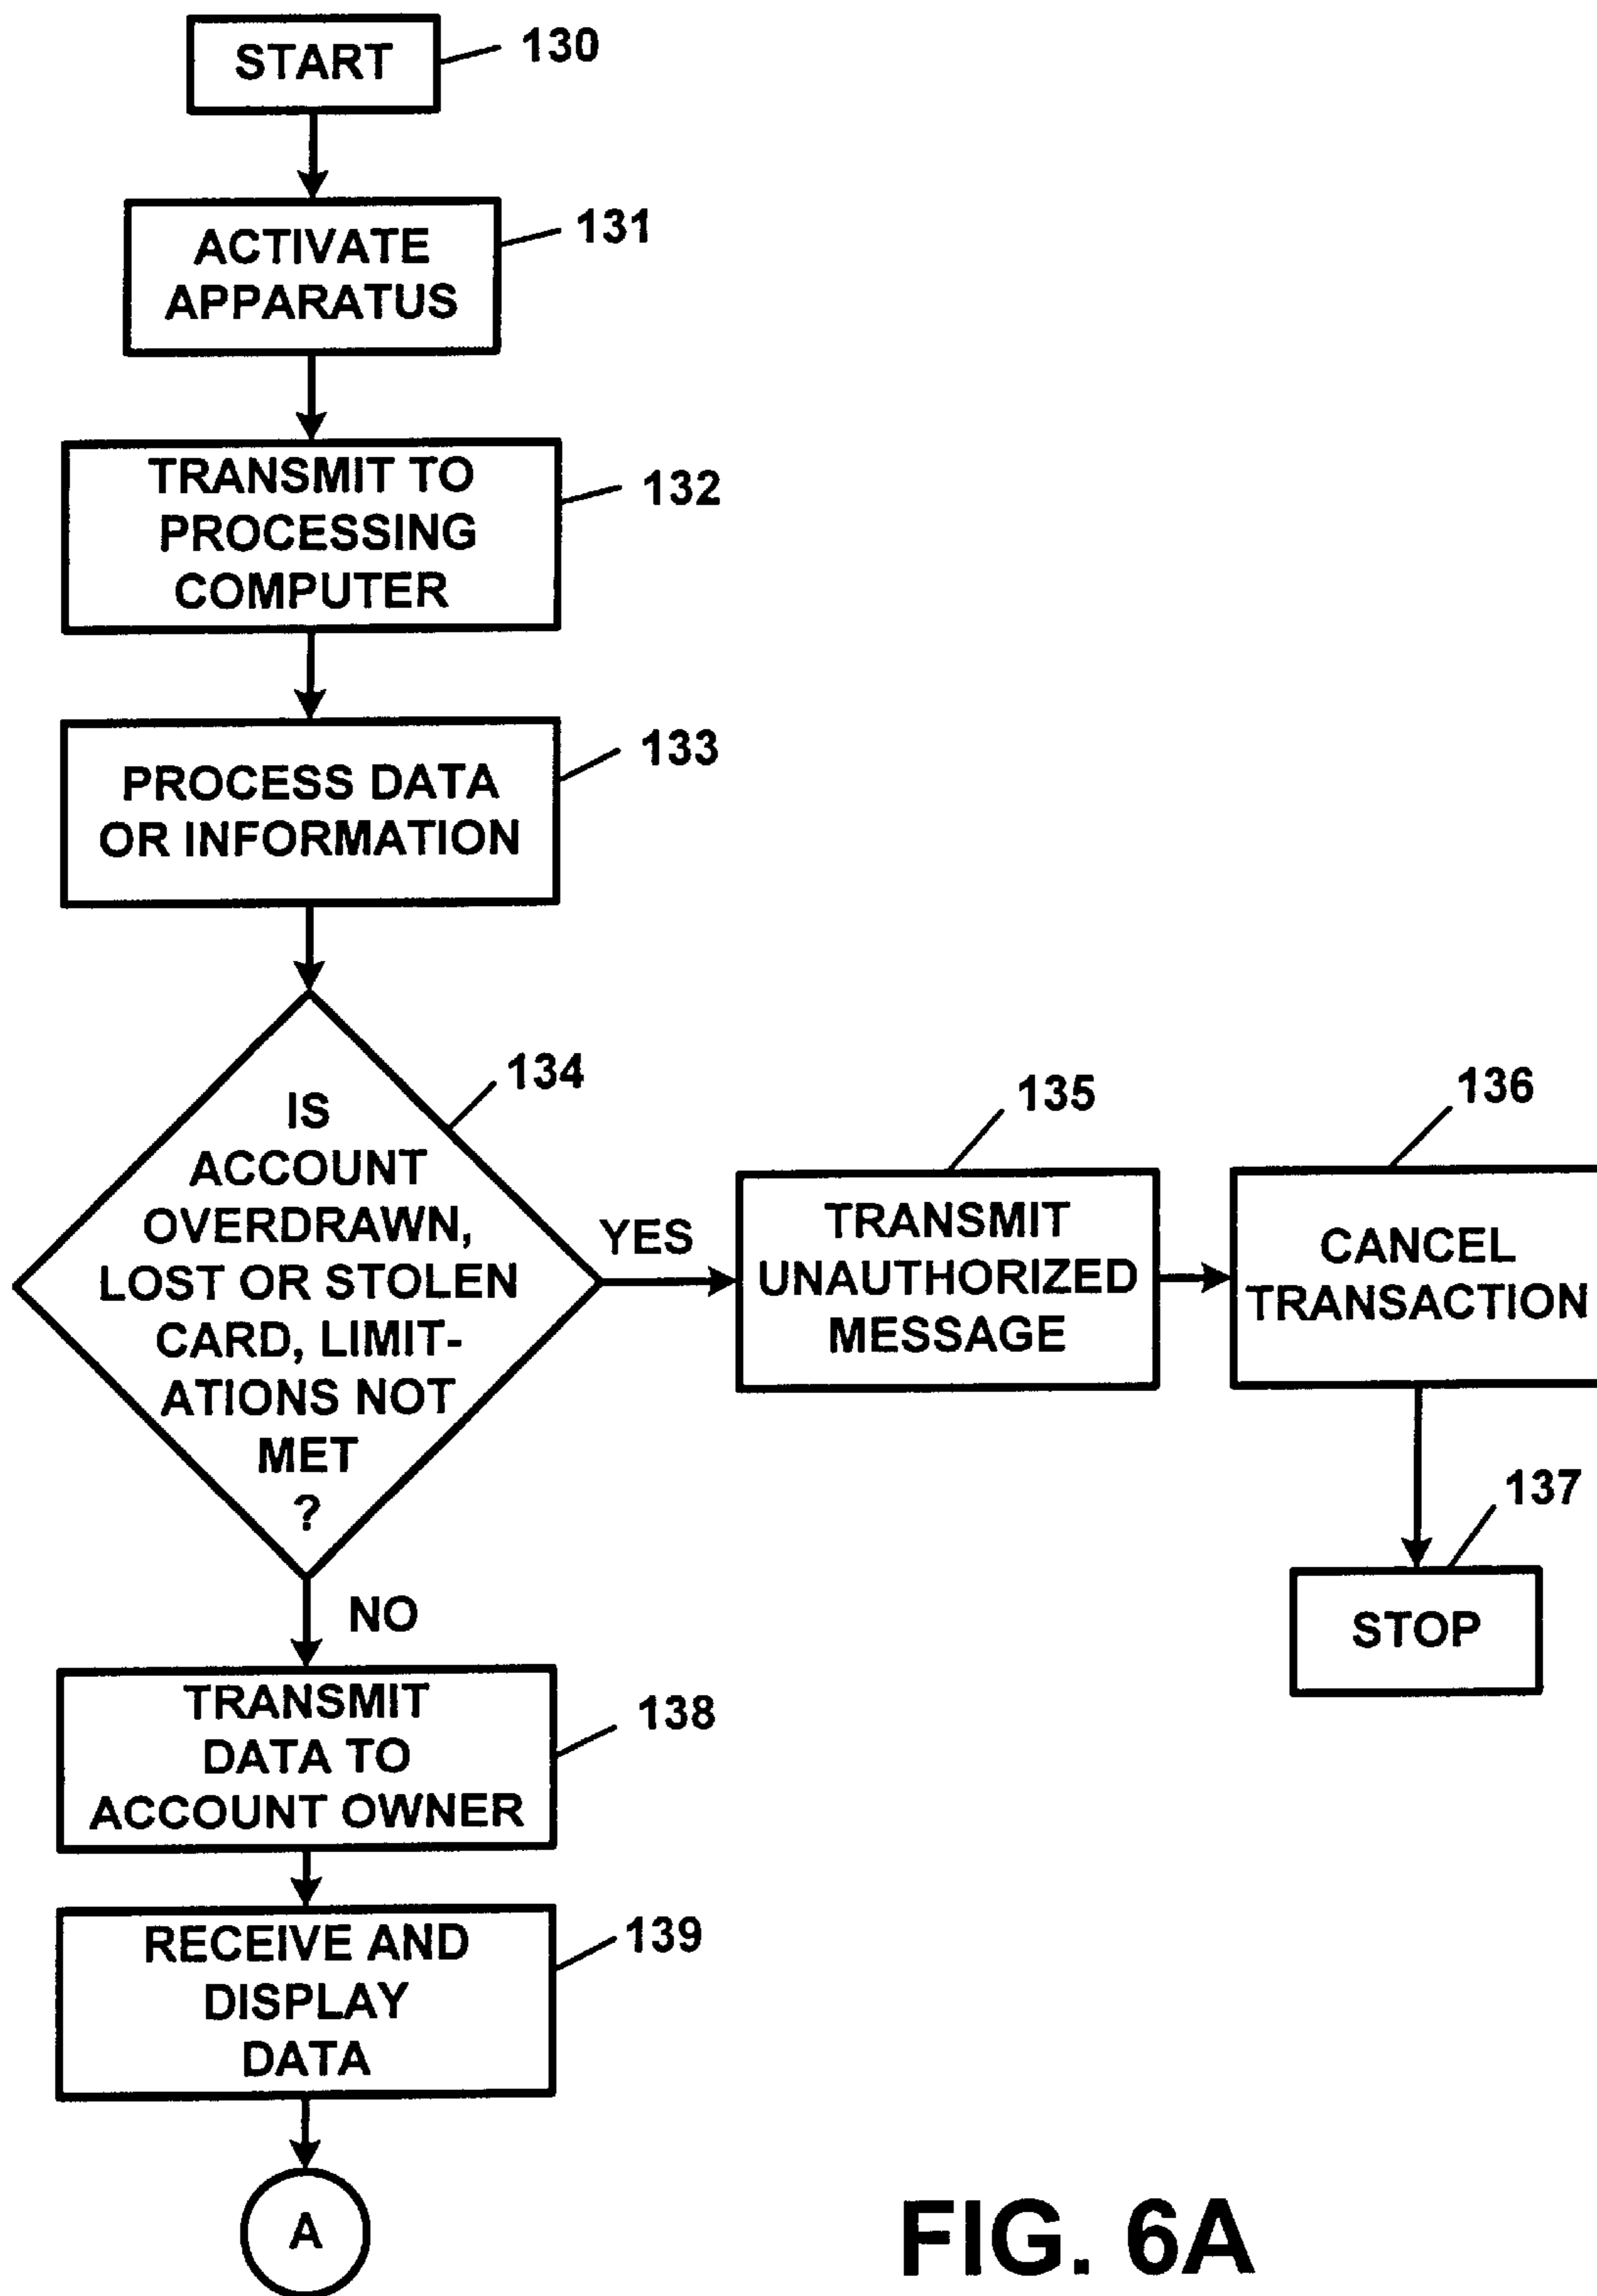 START
130
ACTIVATE
APPARATUS
131
TRANSMIT TO
PROCESSING
COMPUTER
132
PROCESS DATA
OR INFORMATION
133
IS
ACCOUNT
OVERDRAWN,
LOST OR STOLEN
CARD, LIMIT-
ATIONS NOT
MET
?
134
YES
TRANSMIT
UNAUTHORIZED
MESSAGE
135
CANCEL
TRANSACTION
136
STOP
137
NO
TRANSMIT
DATA TO
ACCOUNT OWNER
138
RECEIVE AND
DISPLAY
DATA
139
A
FIG. 6A